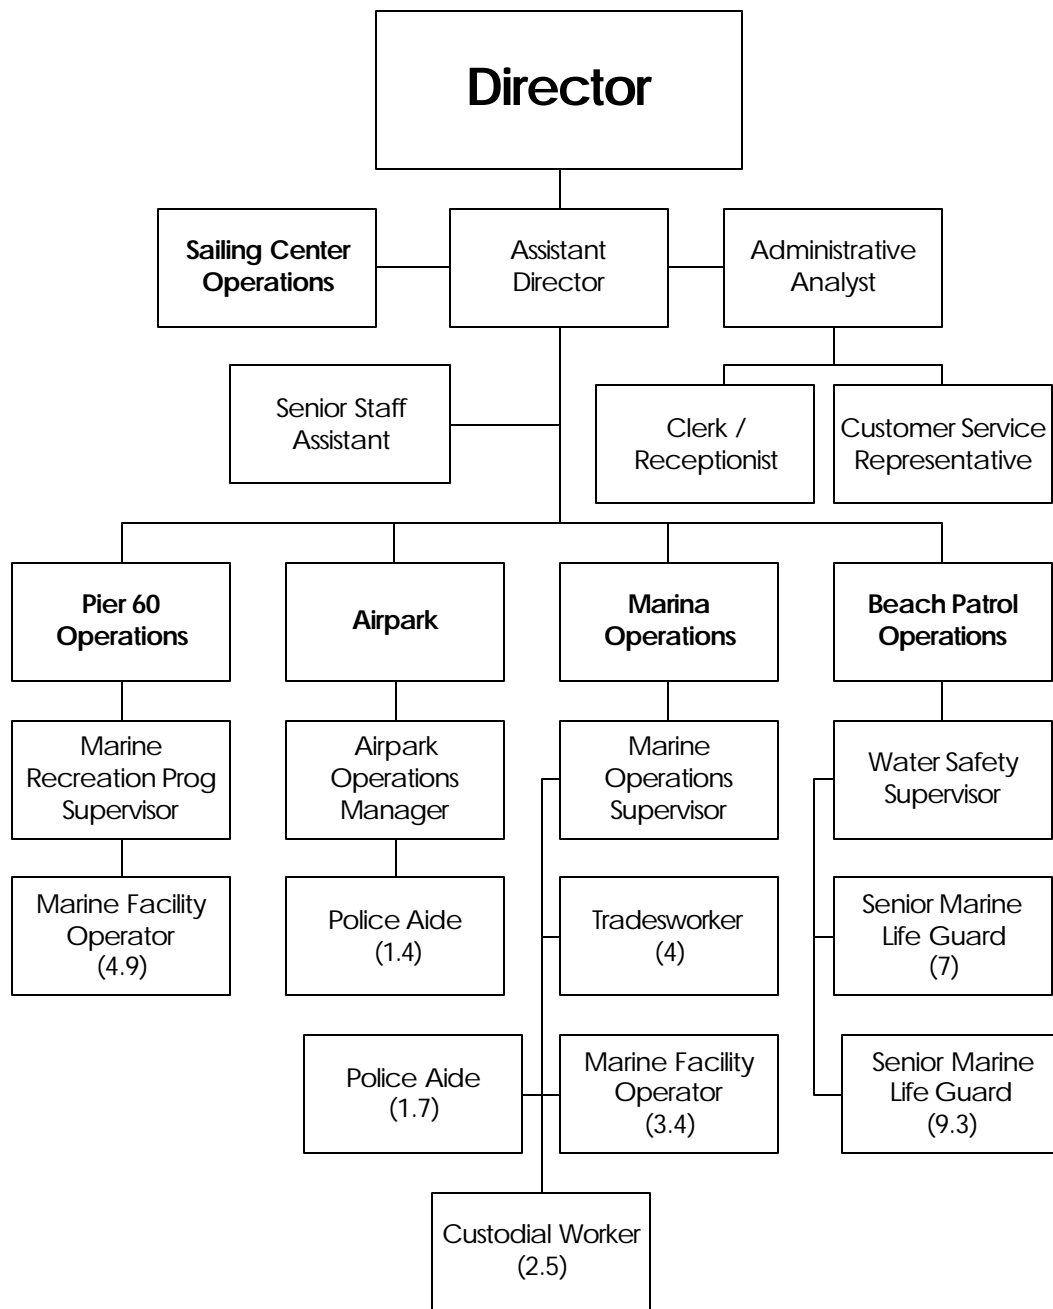 Director
Sailing Center
Operations
Assistant
Director
Administrative
Analyst
Senior Staff
Assistant
Clerk /
Receptionist
Customer Service
Representative
Pier 60
Operations
Airpark
Marina
Operations
Beach Patrol
Operations
Marine
Recreation Prog
Supervisor
Airpark
Operations
Manager
Marine
Operations
Supervisor
Water Safety
Supervisor
Marine Facility
Operator
(4.9)
Police Aide
(1.4)
Tradesworker
(4)
Senior Marine
Life Guard
(7)
Police Aide
(1.7)
Marine Facility
Operator
(3.4)
Senior Marine
Life Guard
(9.3)
Custodial Worker
(2.5)